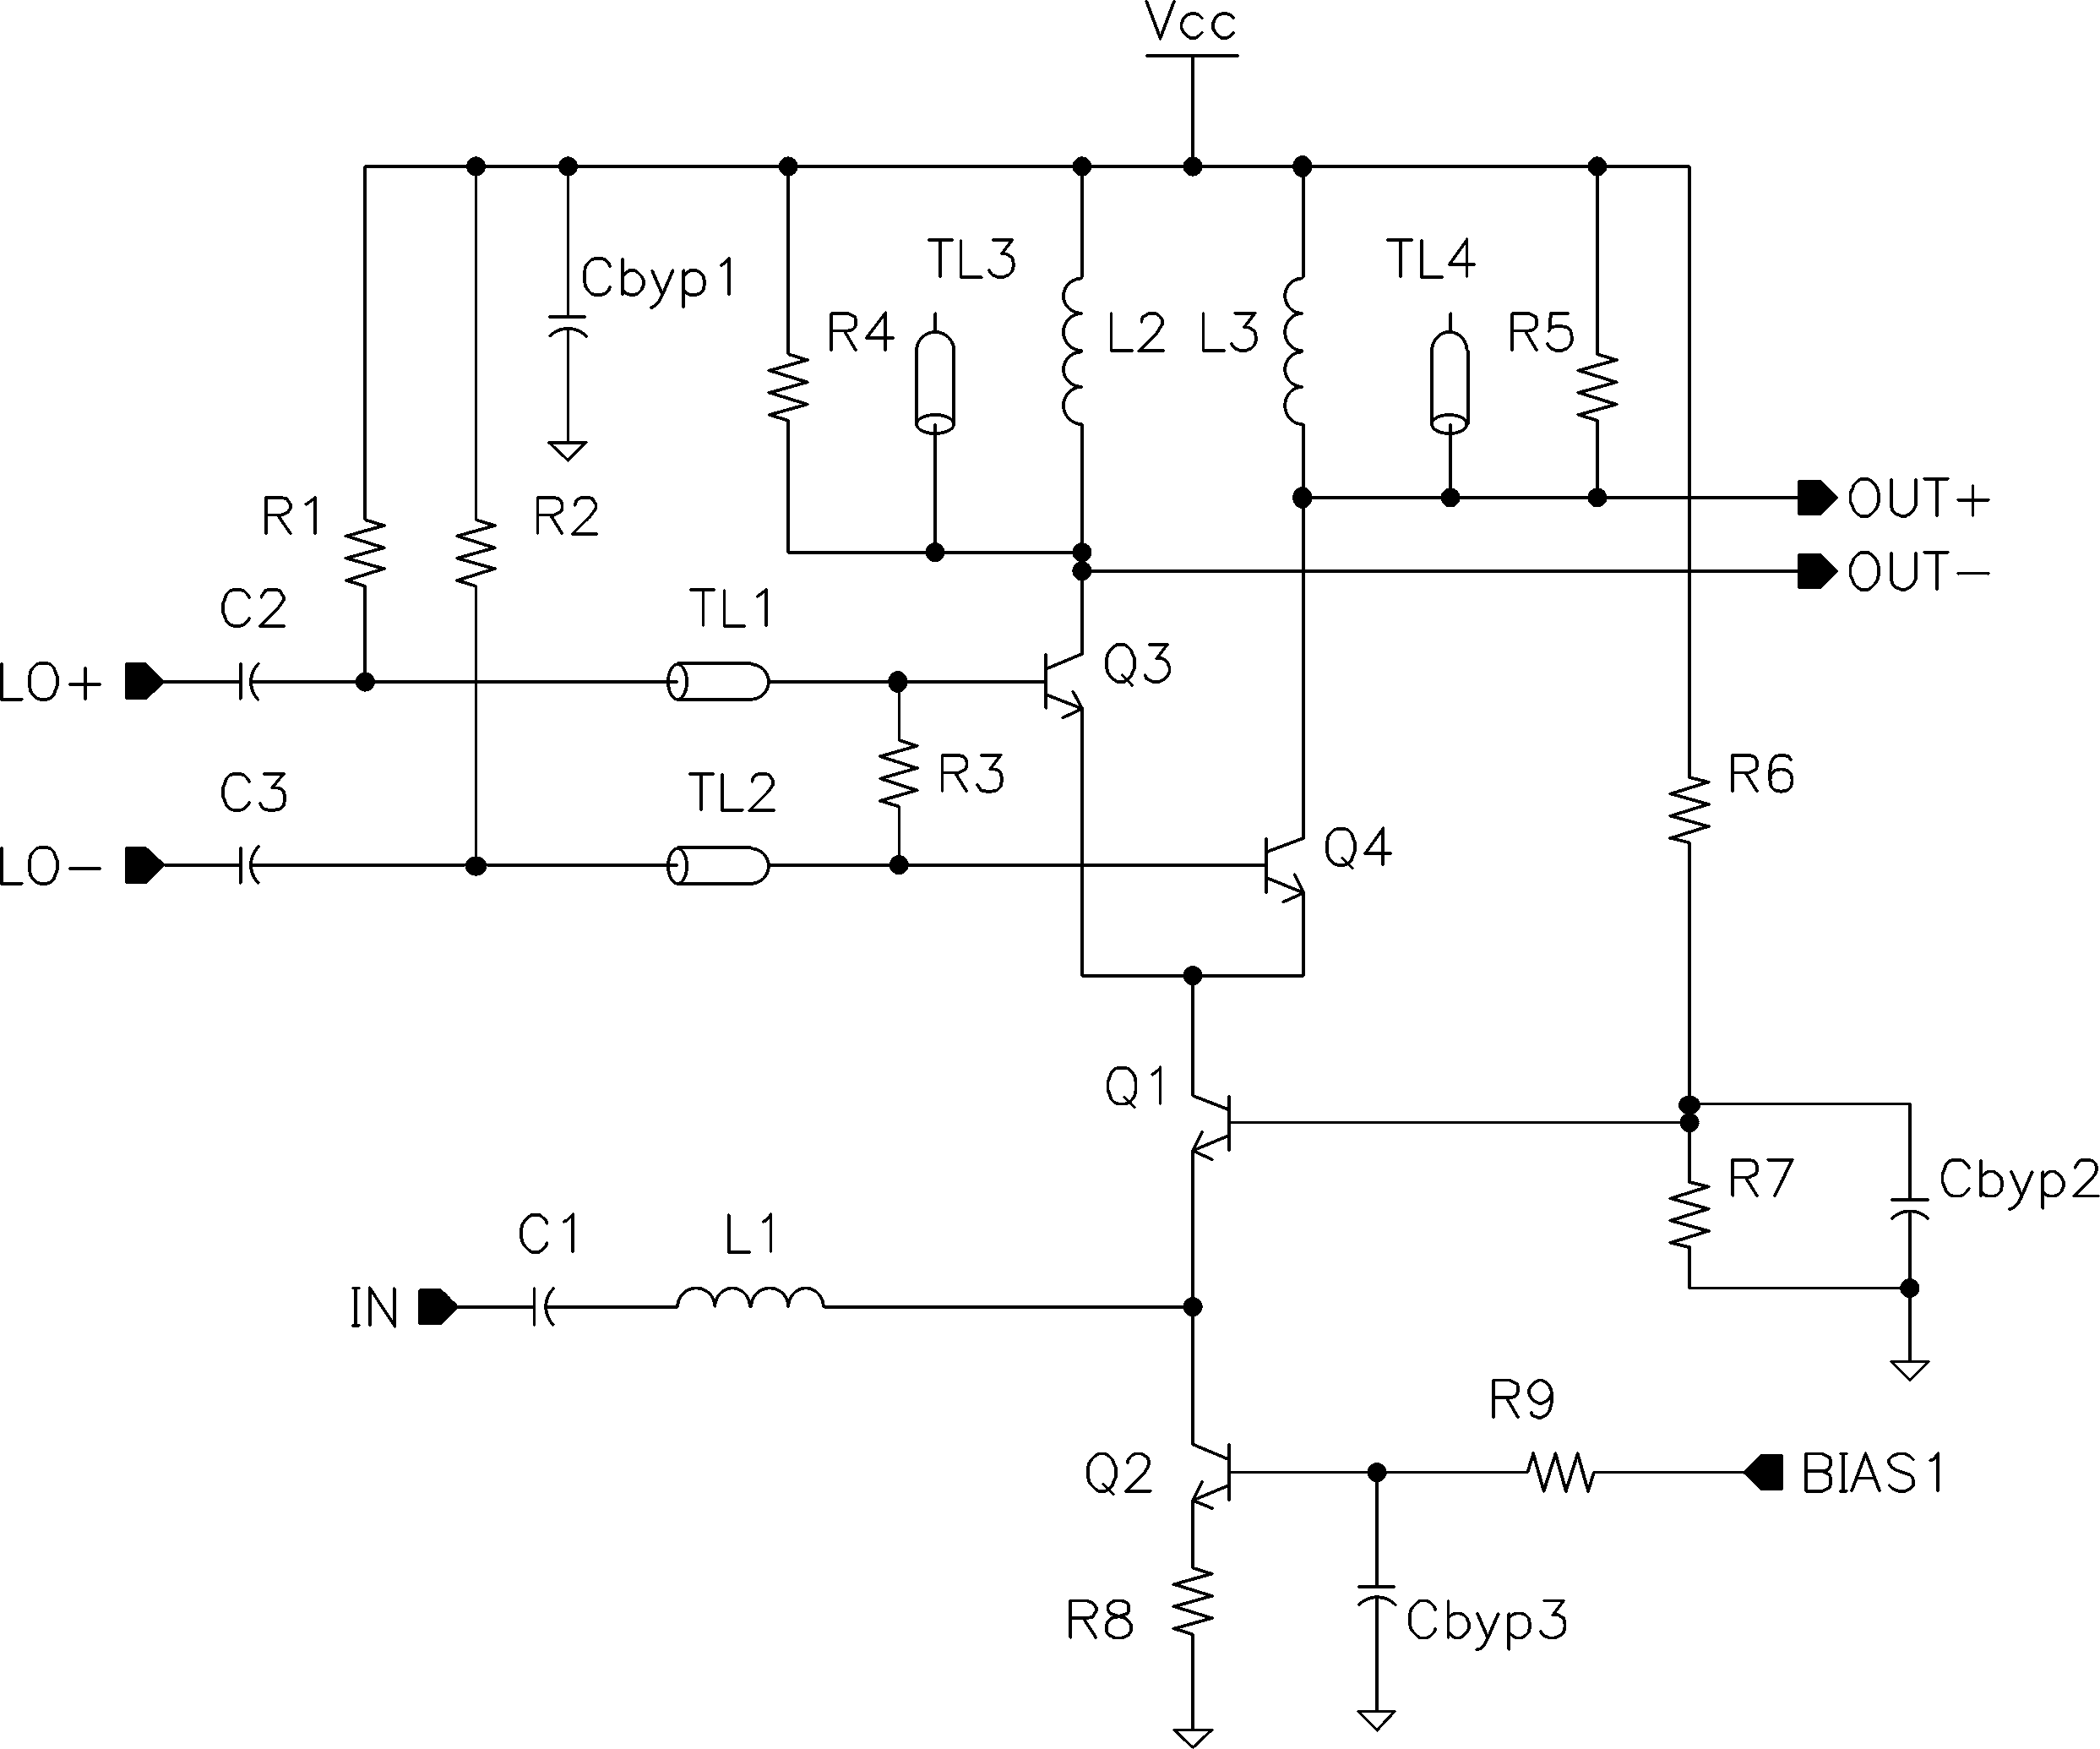 Vcc
TL3
TL4
Cbyp1
R4
L2
L3
R5
R1
R2
OUT+
OUT−
C2
TL1
LO+
Q3
C3
TL2
R3
R6
LO−
Q4
Q1
R7
Cbyp2
C1
L1
IN
R9
Q2
BIAS1
R8
Cbyp3